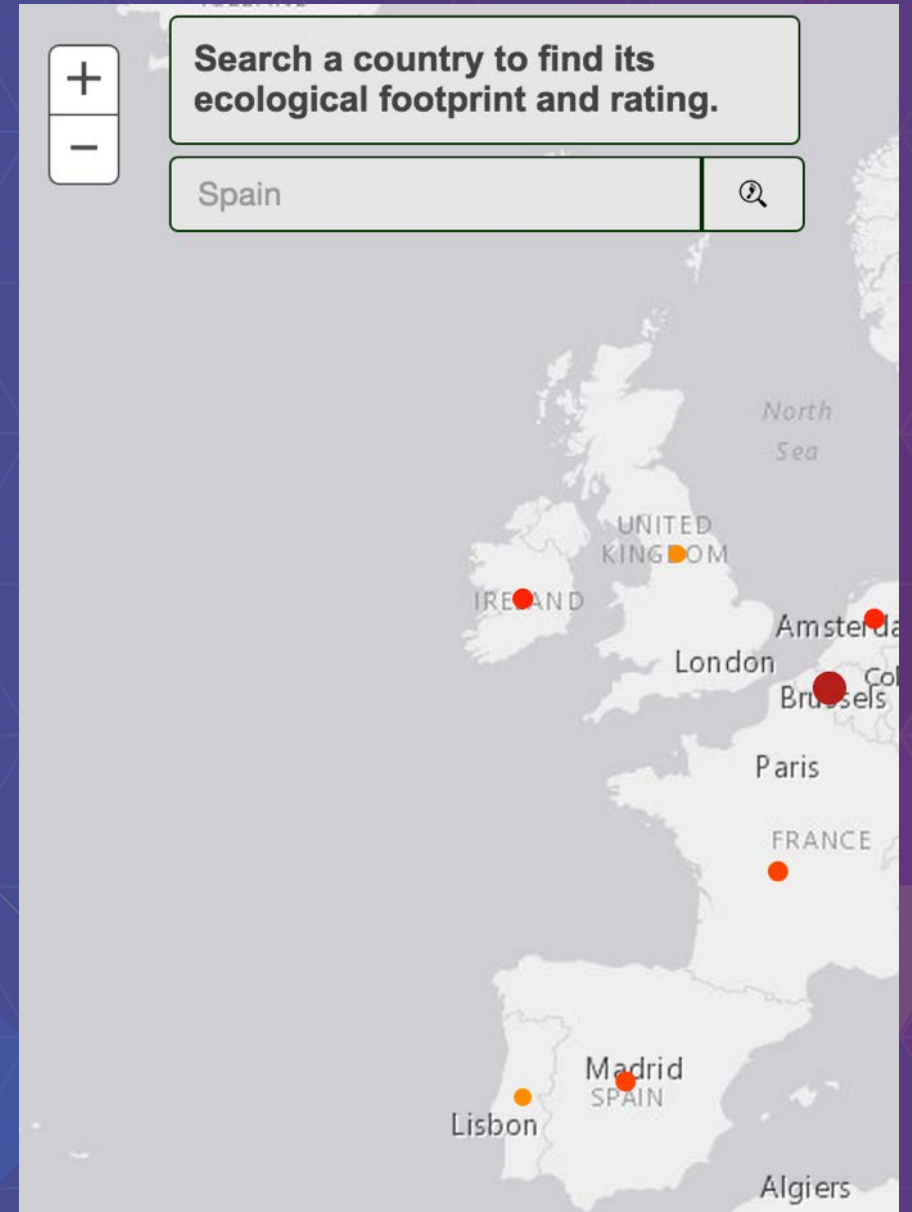 Search a country to find its
ecological footprint and rating.
Spain
North
Sea
UNITED
KINGDOM
IRELAND
London
Brussels
Paris
FRANCE
Madrid
SPAIN
Lisbon
Algiers